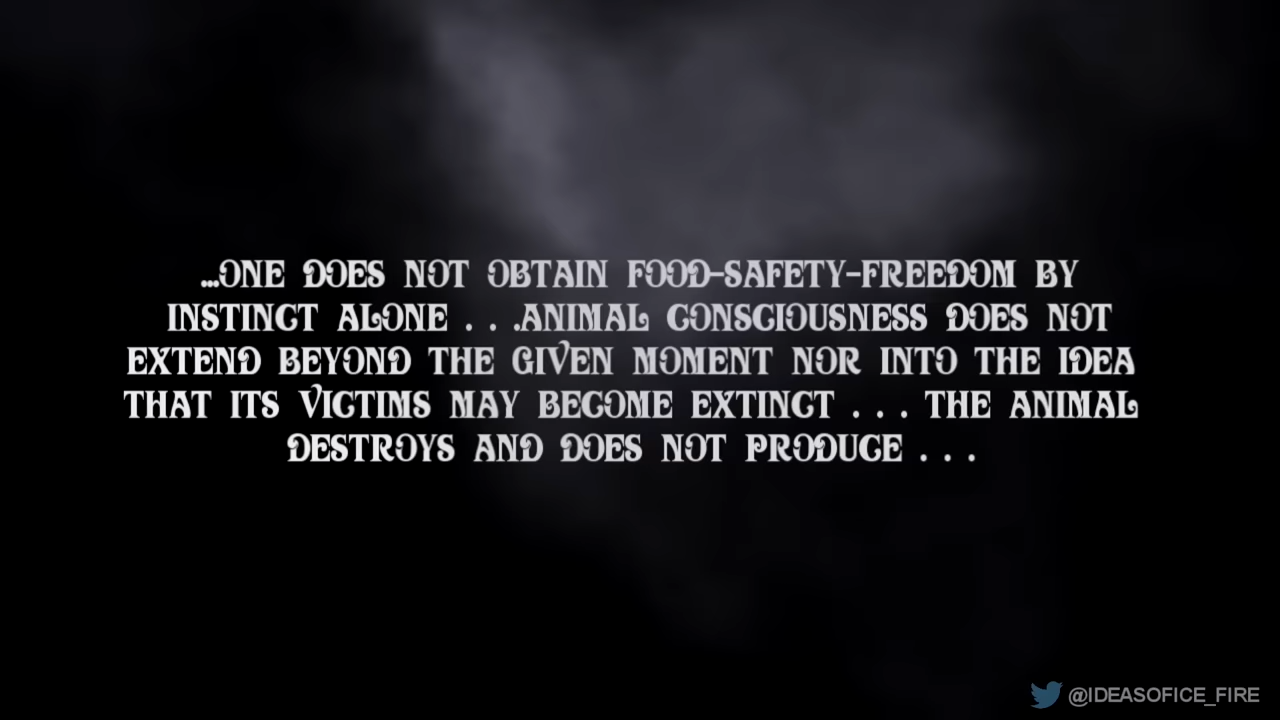 ...ONE DOES NOT OBTAIN FOOD-SAFETY-FREEDOM BY
INSTINCT ALONE . . .ANIMAL CONSCIOUSNESS DOES NOT
EXTEND BEYOND THE GIVEN MOMENT NOR INTO THE IDEA
THAT ITS VICTIMS MAY BECOME EXTINCT . . . THE ANIMAL
DESTROYS AND DOES NOT PRODUCE . . .
@IDEASOFICE_FIRE